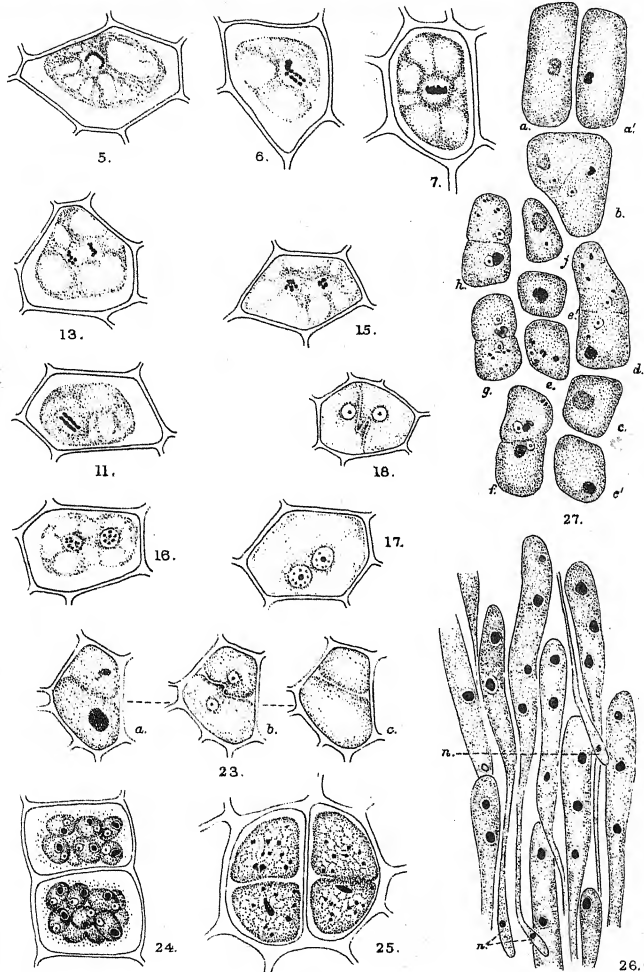 5.
6.
7.
a.
a'
b.
h.
j.
e'
d.
g.
e.
c.
f.
e'
27.
13.
15.
11.
18.
16.
17.
a.
b.
c.
23.
n.
n.
24.
25.
26.